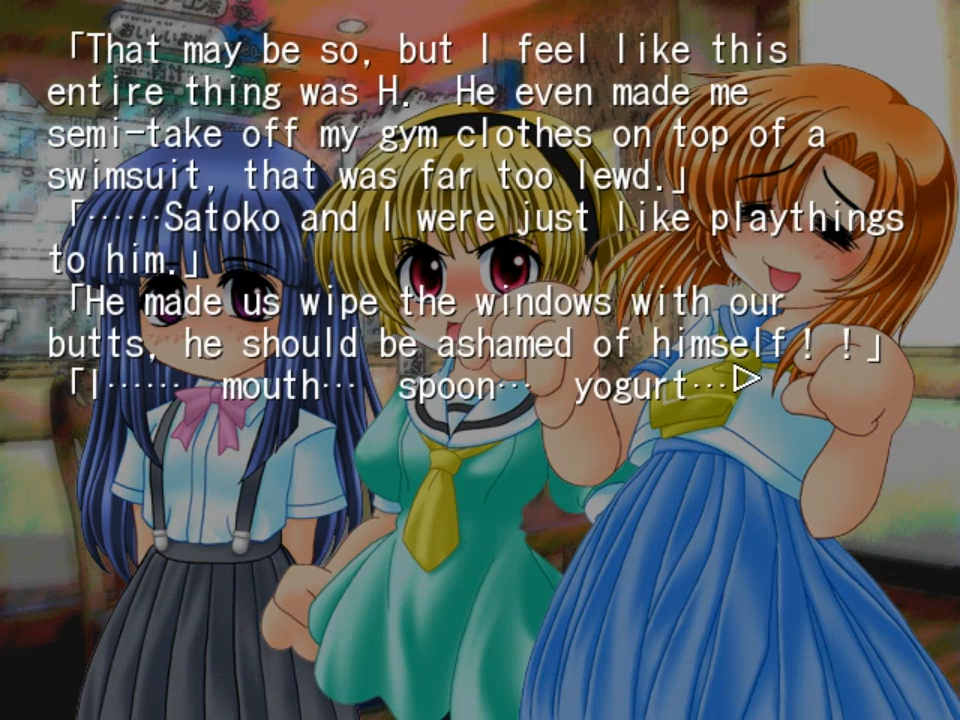 「That may be so, but I feel like this
entire thing was H.  He even made me
semi-take off my gym clothes on top of a
swimsuit, that was far too lewd.」
「……Satoko and I were just like playthings
to him.」
「He made us wipe the windows with our
butts, he should be ashamed of himself！！」
「I……  mouth…  spoon…  yogurt…